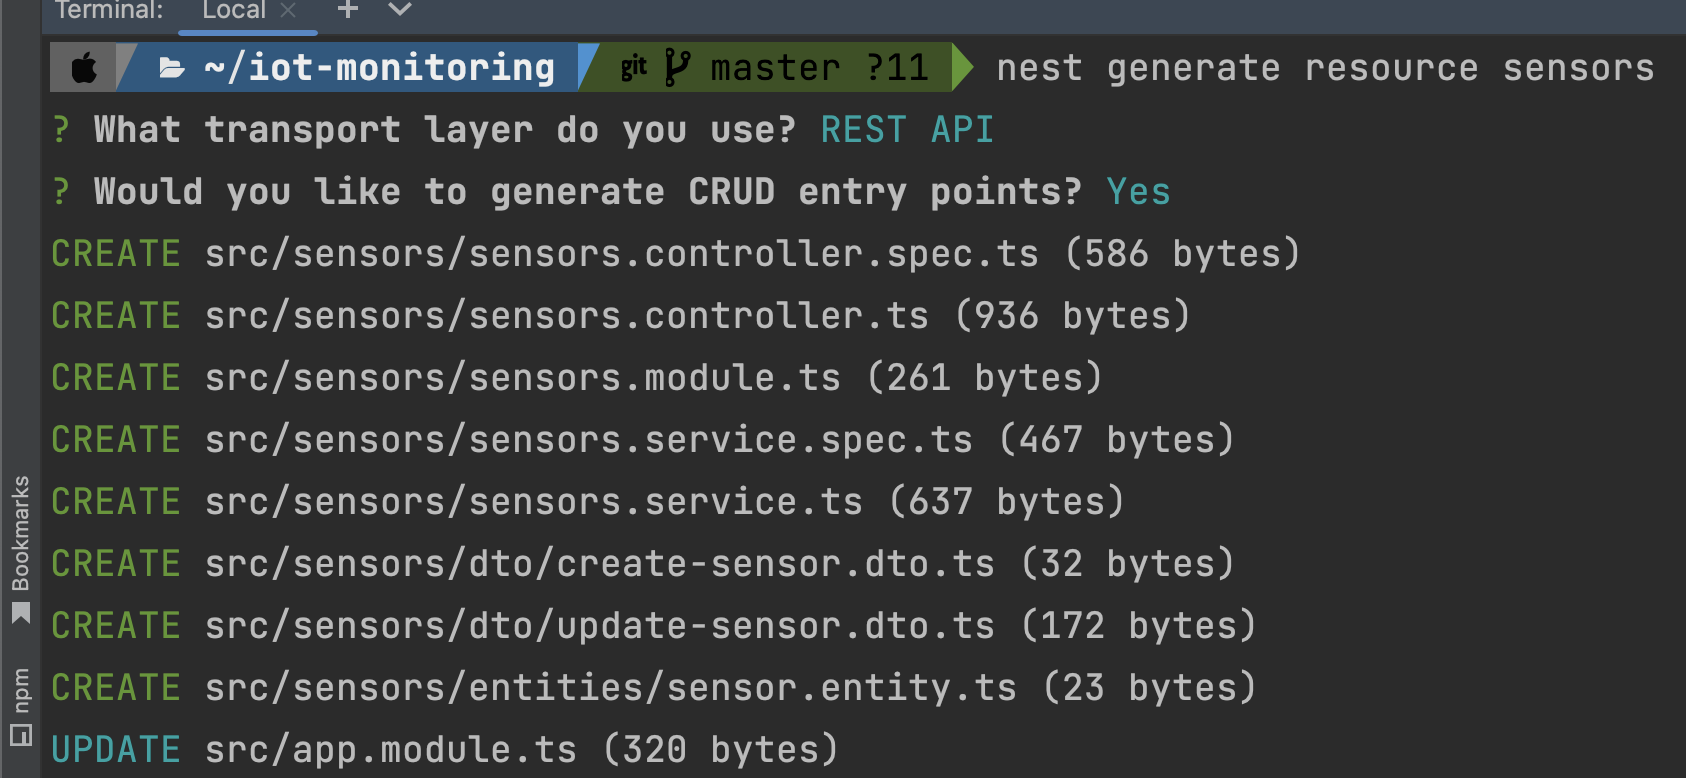 Terminal: Local × + 
~/iot-monitoring git master ?11 nest generate resource sensors
? What transport layer do you use? REST API
? Would you like to generate CRUD entry points? Yes
CREATE src/sensors/sensors.controller.spec.ts (586 bytes)
CREATE src/sensors/sensors.controller.ts (936 bytes)
CREATE src/sensors/sensors.module.ts (261 bytes)
CREATE src/sensors/sensors.service.spec.ts (467 bytes)
CREATE src/sensors/sensors.service.ts (637 bytes)
CREATE src/sensors/dto/create-sensor.dto.ts (32 bytes)
CREATE src/sensors/dto/update-sensor.dto.ts (172 bytes)
CREATE src/sensors/entities/sensor.entity.ts (23 bytes)
UPDATE src/app.module.ts (320 bytes)
Bookmarks
npm